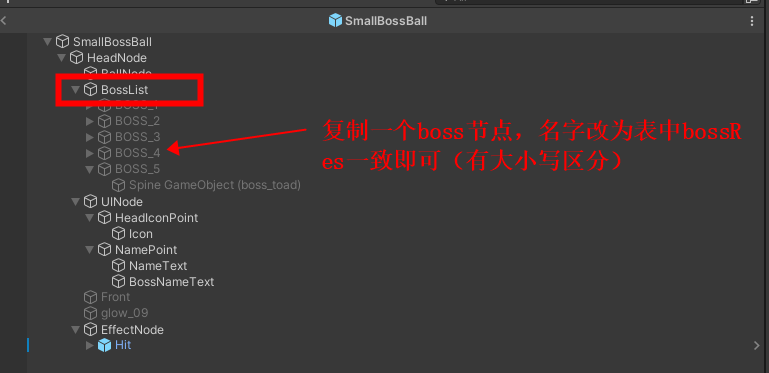 SmallBossBall
SmallBossBall
HeadNode
BallNode
BossList
BOSS_1
BOSS_2
BOSS_3
BOSS_4
BOSS_5
Spine GameObject (boss_toad)
复制一个boss节点，名字改为表中bossR
es一致即可（有大小写区分）
UINode
HeadIconPoint
Icon
NamePoint
NameText
BossNameText
Front
glow_09
EffectNode
Hit